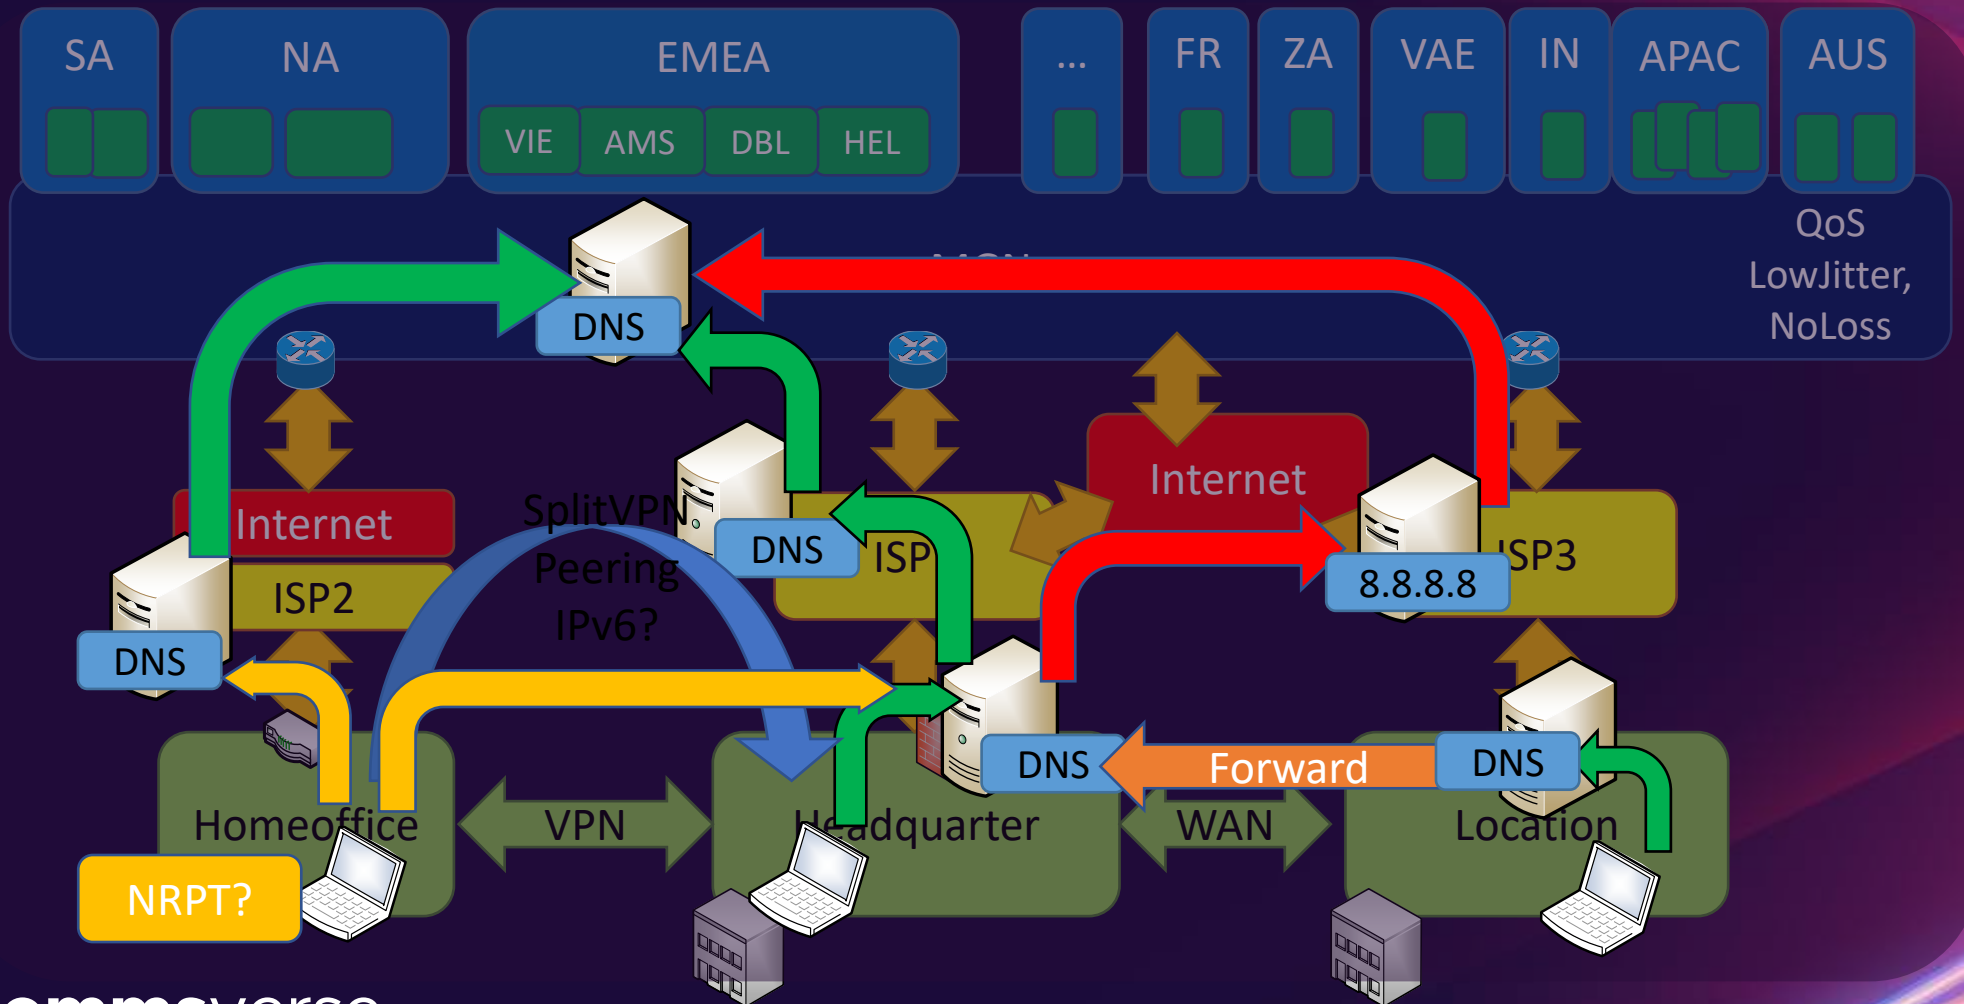 SA
NA
EMEA
...
FR
ZA
VAE
IN
APAC
AUS
VIE
AMS
DBL
HEL
QoS
LowJitter,
NoLoss
DNS
Internet
SplitVPN
Peering
IPv6?
Internet
DNS
ISP
ISP3
8.8.8.8
ISP2
DNS
DNS
Forward
DNS
Homeoffice
VPN
Headquarter
WAN
Location
NRPT?